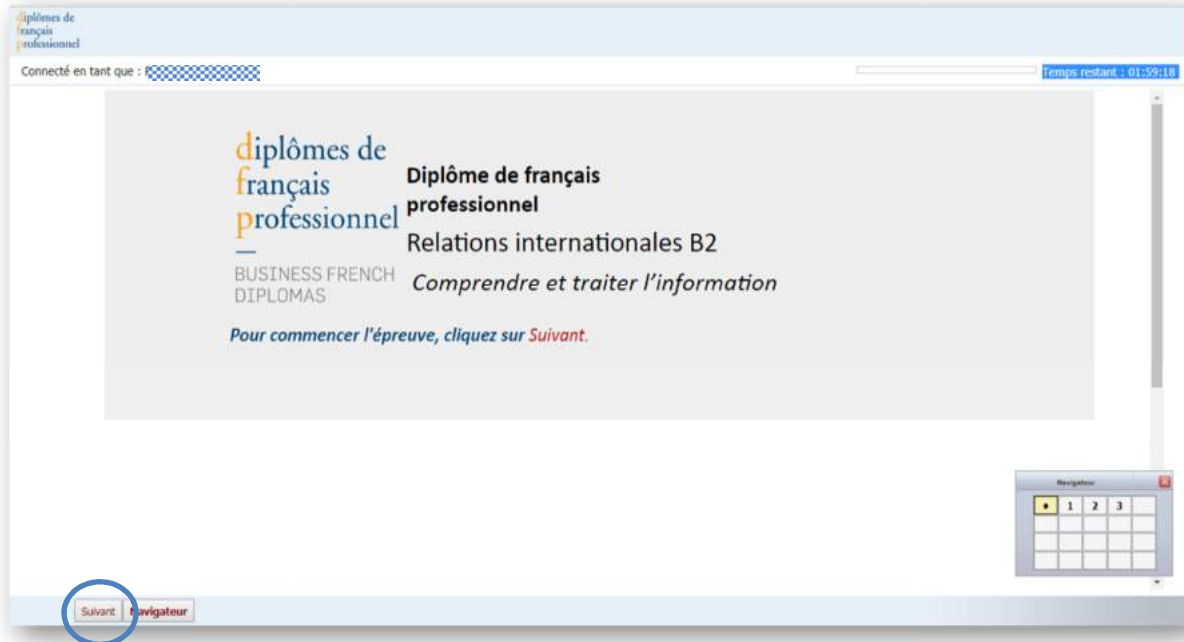 diplômes de
français
professionnel
Connecté en tant que :
Temps restant : 01:59:18
diplômes de
français
professionnel
BUSINESS FRENCH
DIPLOMAS
Diplôme de français
professionnel
Relations internationales B2
Comprendre et traiter l'information
Pour commencer l'épreuve, cliquez sur Suivant.
Navigateur
1 2 3
Suivant Navigateur